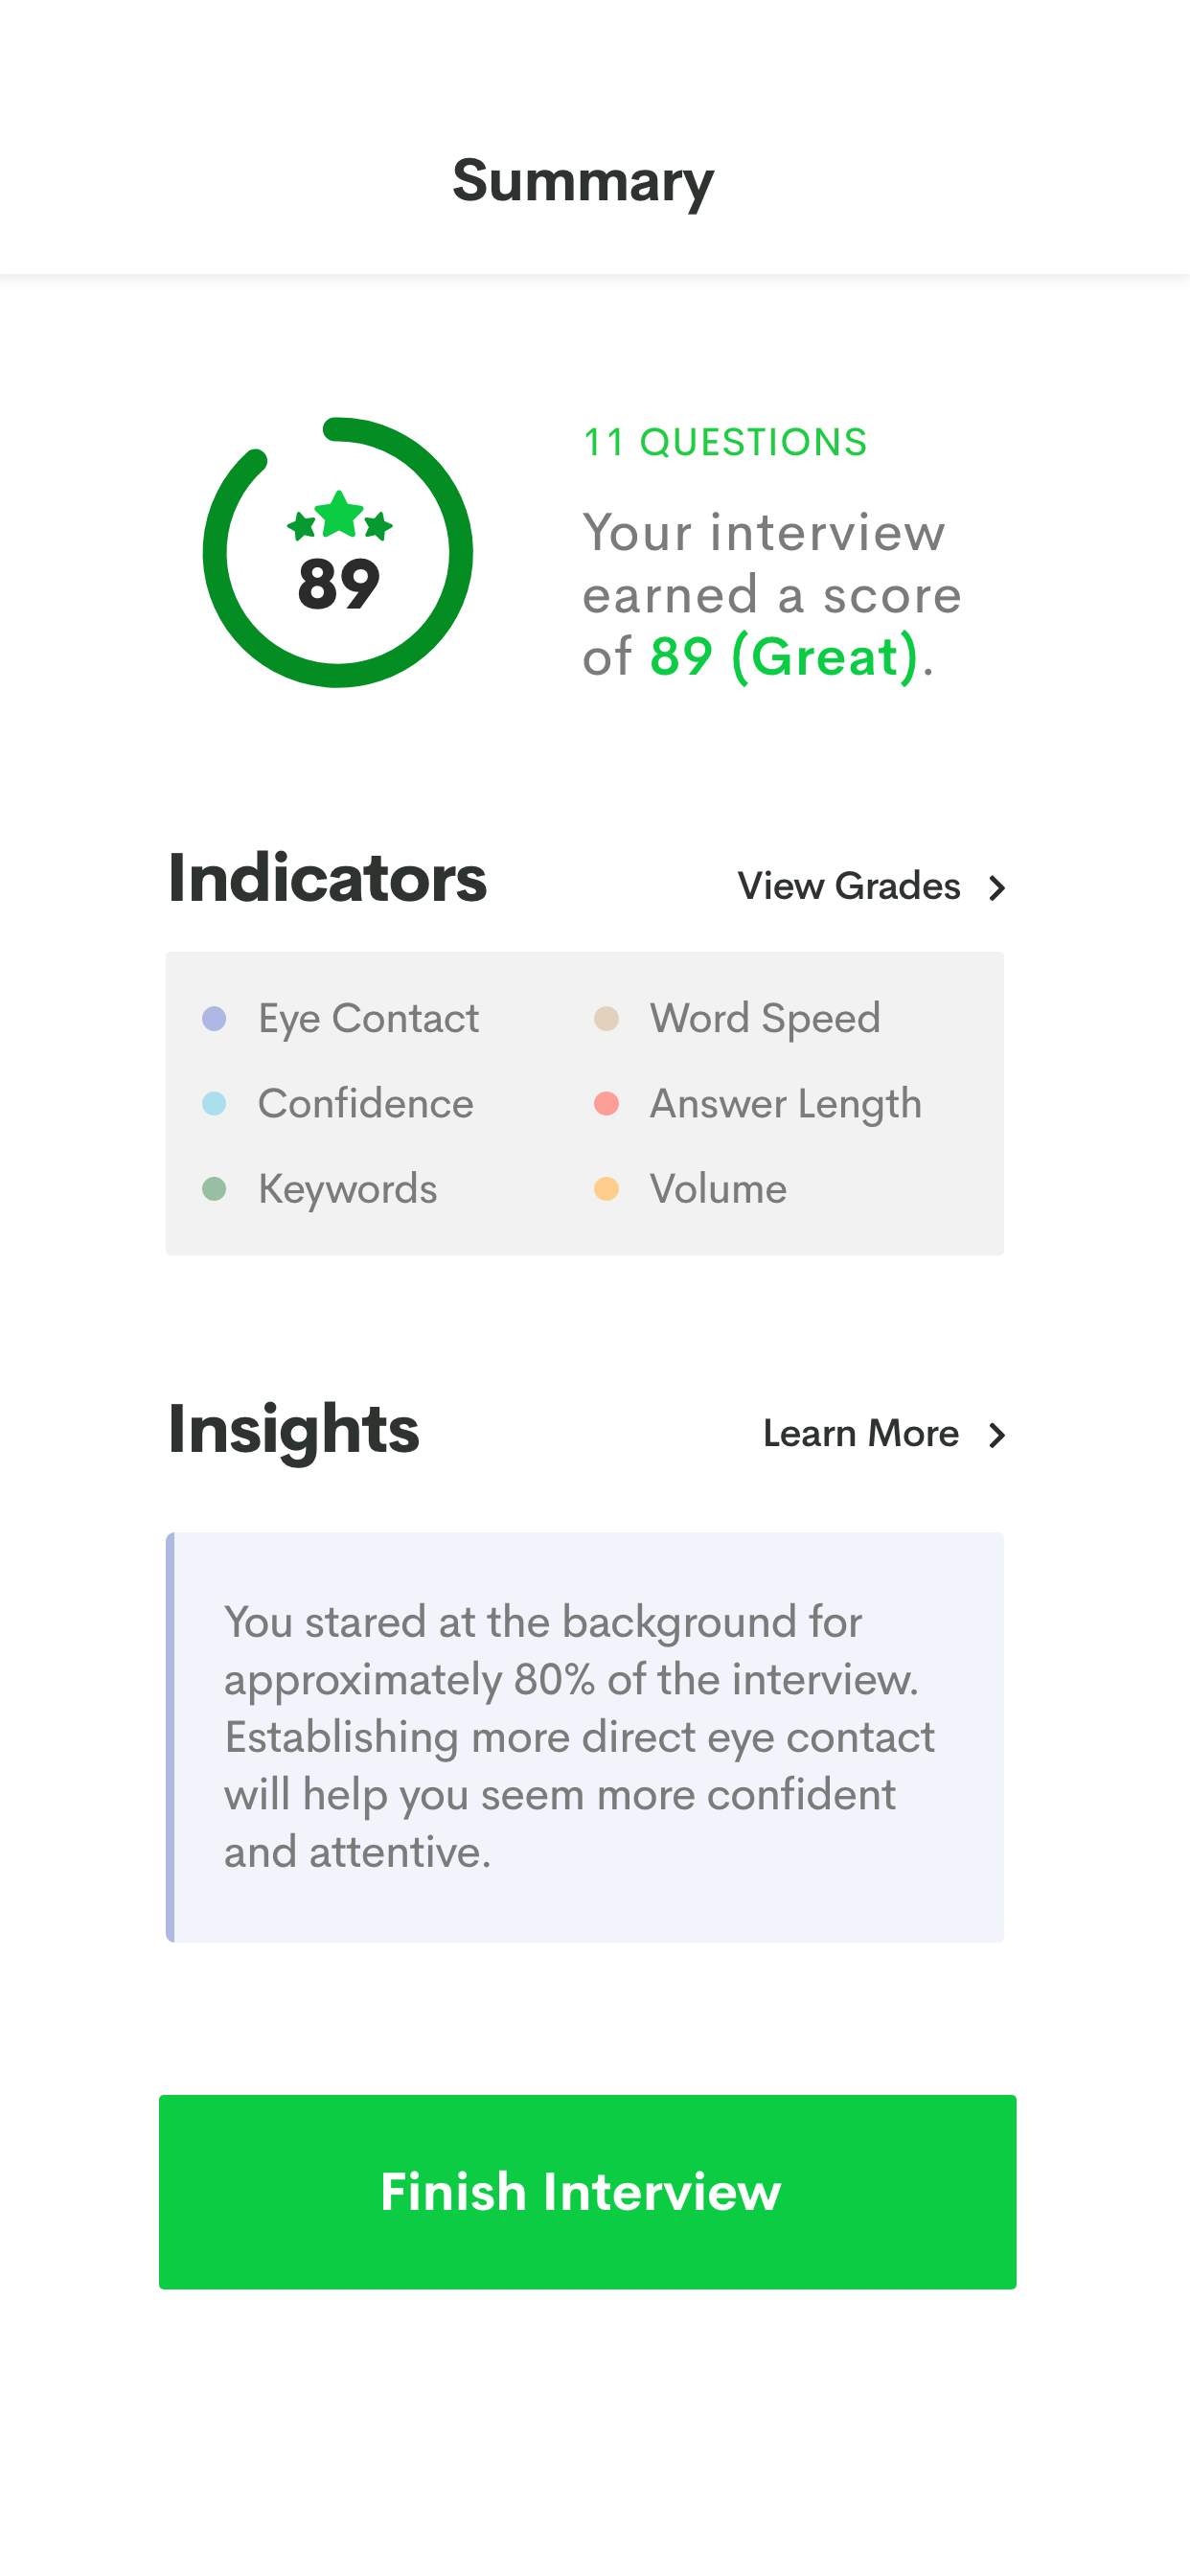 Summary
89
11 QUESTIONS
Your interview
earned a score
of 89 (Great).
Indicators
View Grades
Eye Contact
Word Speed
Confidence
Answer Length
Keywords
Volume
Insights
Learn More
You stared at the background for
approximately 80% of the interview.
Establishing more direct eye contact
will help you seem more confident
and attentive.
Finish Interview